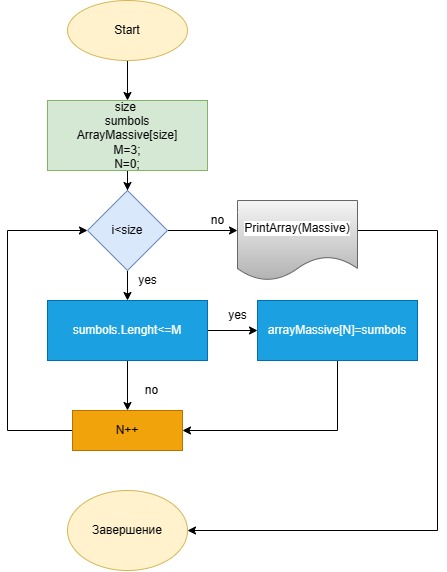 Start
size
sumbols
ArrayMassive[size]
M=3;
N=0;
i<size
no
PrintArray(Massive)
yes
sumbols.Lenght<=M
yes
arrayMassive[N]=sumbols
no
N++
Завершение